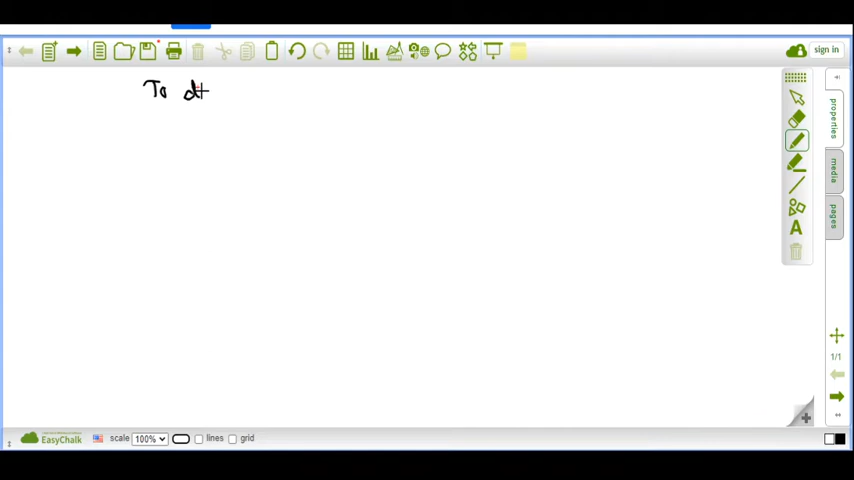 sign in
To d
properties
media
pages
1/1
EasyChalk
scale 100% lines grid